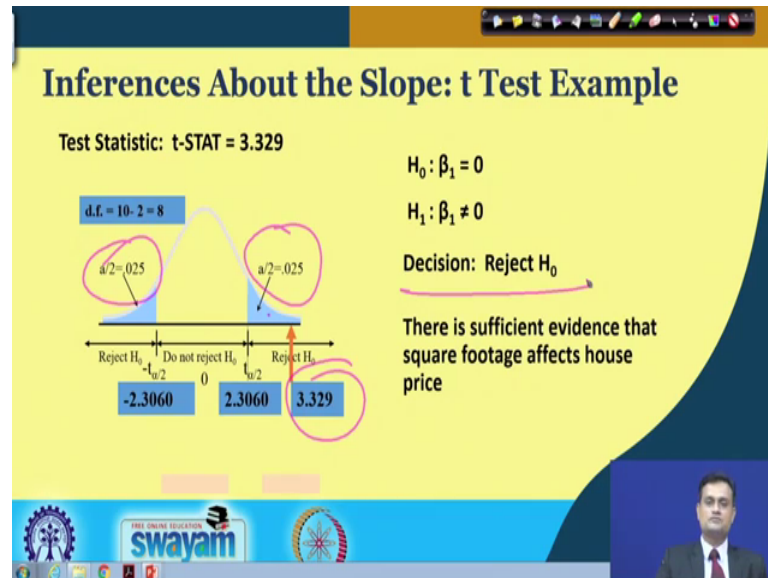 Inferences About the Slope: t Test Example
Test Statistic: t-STAT = 3.329
d.f. = 10- 2 = 8
a/2=.025
a/2=.025
Reject H₀
Do not reject H₀
Reject H₀
-tα/2
0
tα/2
-2.3060
2.3060
3.329
H₀ : β₁ = 0
H₁ : β₁ ≠ 0
Decision: Reject H₀
There is sufficient evidence that
square footage affects house
price
FREE ONLINE EDUCATION
swayam